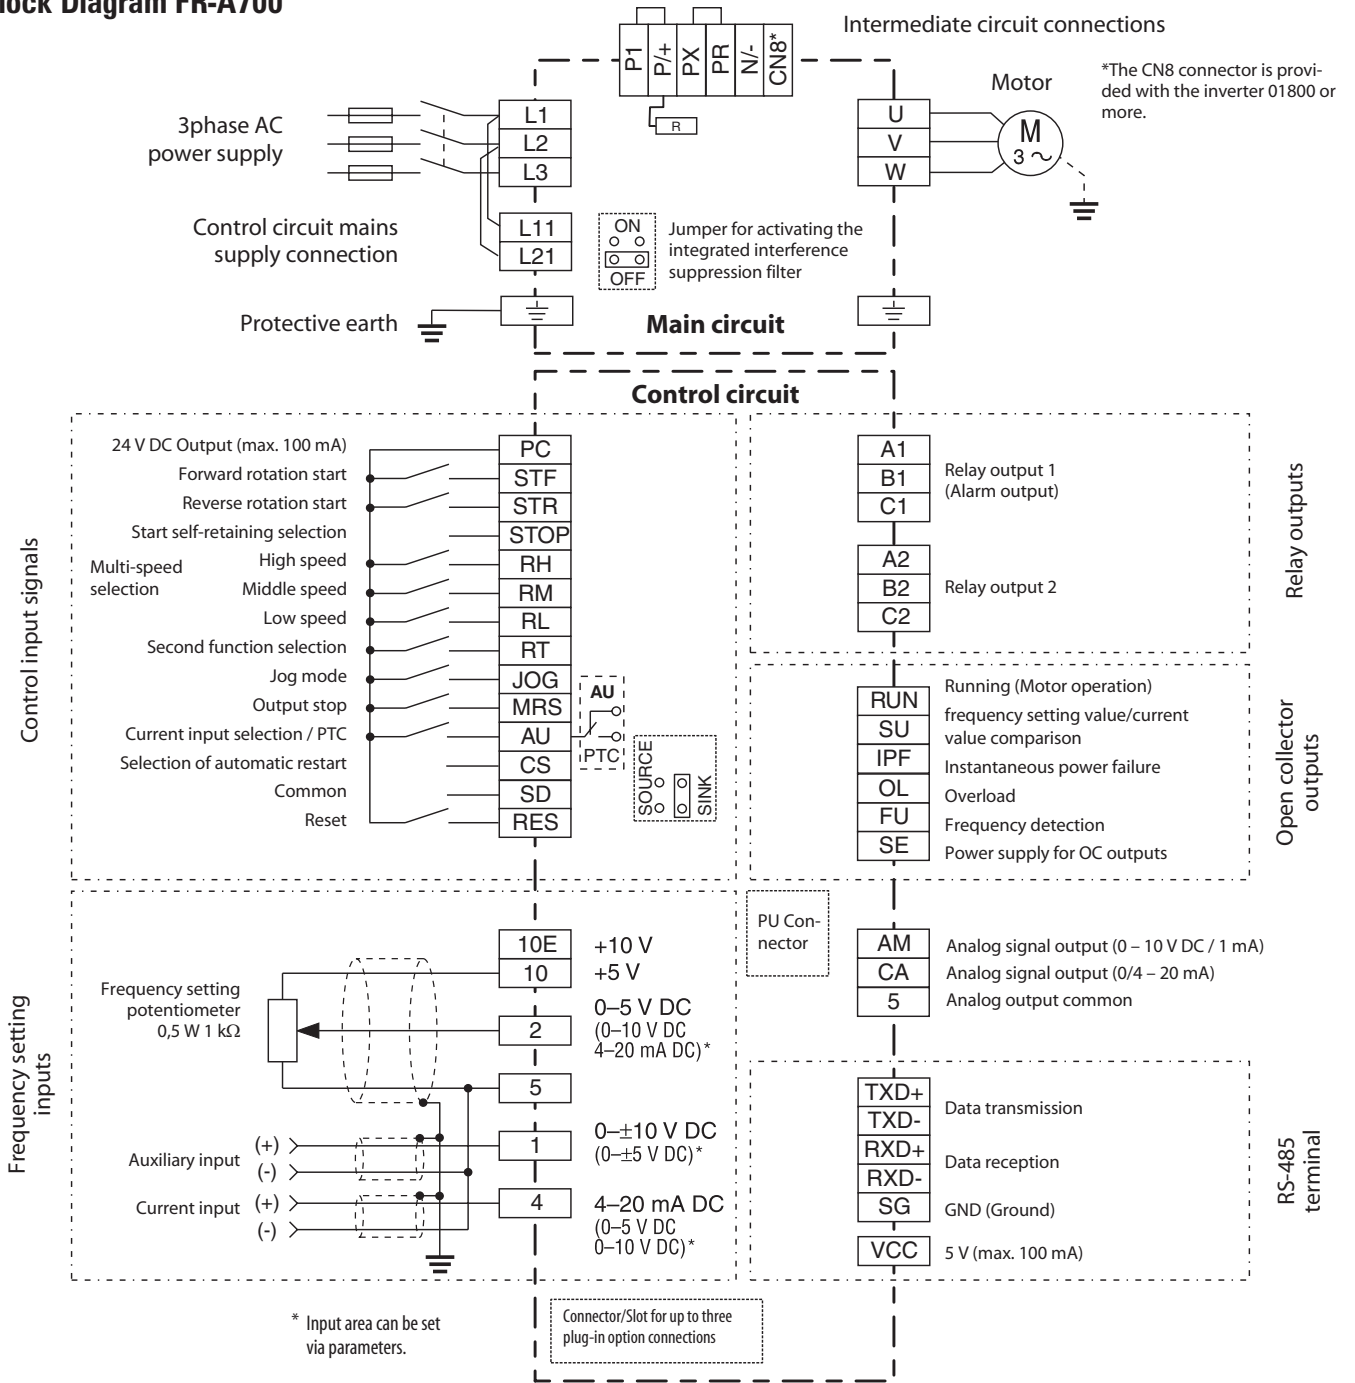 lock Diagram FR-A700
Intermediate circuit connections
P1
P/+
PX
PR
N/-
CN8*
R
*The CN8 connector is provi-
ded with the inverter 01800 or
more.
Motor
M
3 ~
3phase AC
power supply
L1
L2
L3
U
V
W
Control circuit mains
supply connection
L11
L21
ON
OFF
Jumper for activating the
integrated interference
suppression filter
Protective earth
Main circuit
Control circuit
Control input signals
24 V DC Output (max. 100 mA)
PC
Forward rotation start
STF
Reverse rotation start
STR
Start self-retaining selection
STOP
Multi-speed
selection
High speed
RH
Middle speed
RM
Low speed
RL
Second function selection
RT
Jog mode
JOG
Output stop
MRS
Current input selection / PTC
AU
Selection of automatic restart
CS
Common
SD
Reset
RES
AU
PTC
SOURCE
SINK
A1
B1
C1
Relay output 1
(Alarm output)
A2
B2
C2
Relay output 2
Relay outputs
RUN
SU
IPF
OL
FU
SE
Running (Motor operation)
frequency setting value/current
value comparison
Instantaneous power failure
Overload
Frequency detection
Power supply for OC outputs
Open collector
outputs
PU Con-
nector
AM
Analog signal output (0 – 10 V DC / 1 mA)
CA
Analog signal output (0/4 – 20 mA)
5
Analog output common
Frequency setting
inputs
10E
+10 V
10
+5 V
Frequency setting
potentiometer
0,5 W 1 kΩ
2
0–5 V DC
(0–10 V DC
4–20 mA DC)*
5
Auxiliary input
(+)
(-)
1
0–±10 V DC
(0–±5 V DC)*
Current input
(+)
(-)
4
4–20 mA DC
(0–5 V DC
0–10 V DC)*
TXD+
TXD-
Data transmission
RXD+
RXD-
Data reception
SG
GND (Ground)
VCC
5 V (max. 100 mA)
RS-485
terminal
* Input area can be set
via parameters.
Connector/Slot for up to three
plug-in option connections